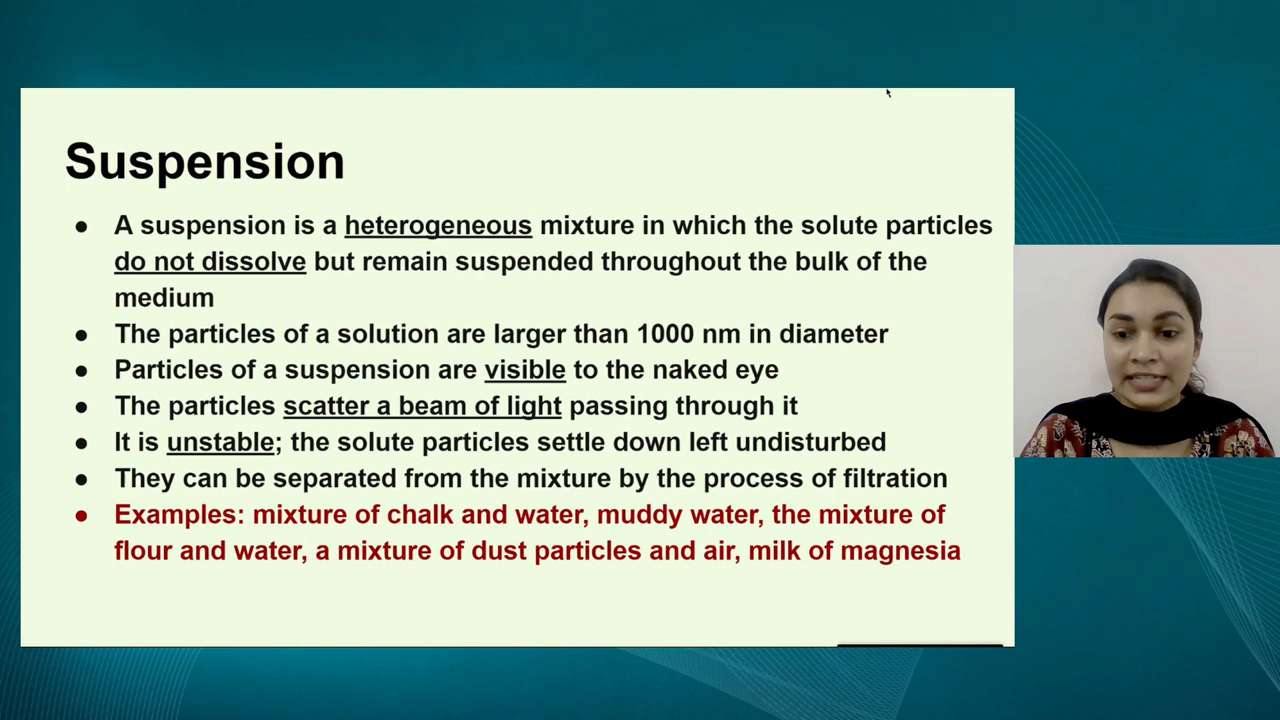 Suspension
● A suspension is a heterogeneous mixture in which the solute particles
do not dissolve but remain suspended throughout the bulk of the
medium
● The particles of a solution are larger than 1000 nm in diameter
● Particles of a suspension are visible to the naked eye
● The particles scatter a beam of light passing through it
● It is unstable; the solute particles settle down left undisturbed
● They can be separated from the mixture by the process of filtration
● Examples: mixture of chalk and water, muddy water, the mixture of
flour and water, a mixture of dust particles and air, milk of magnesia